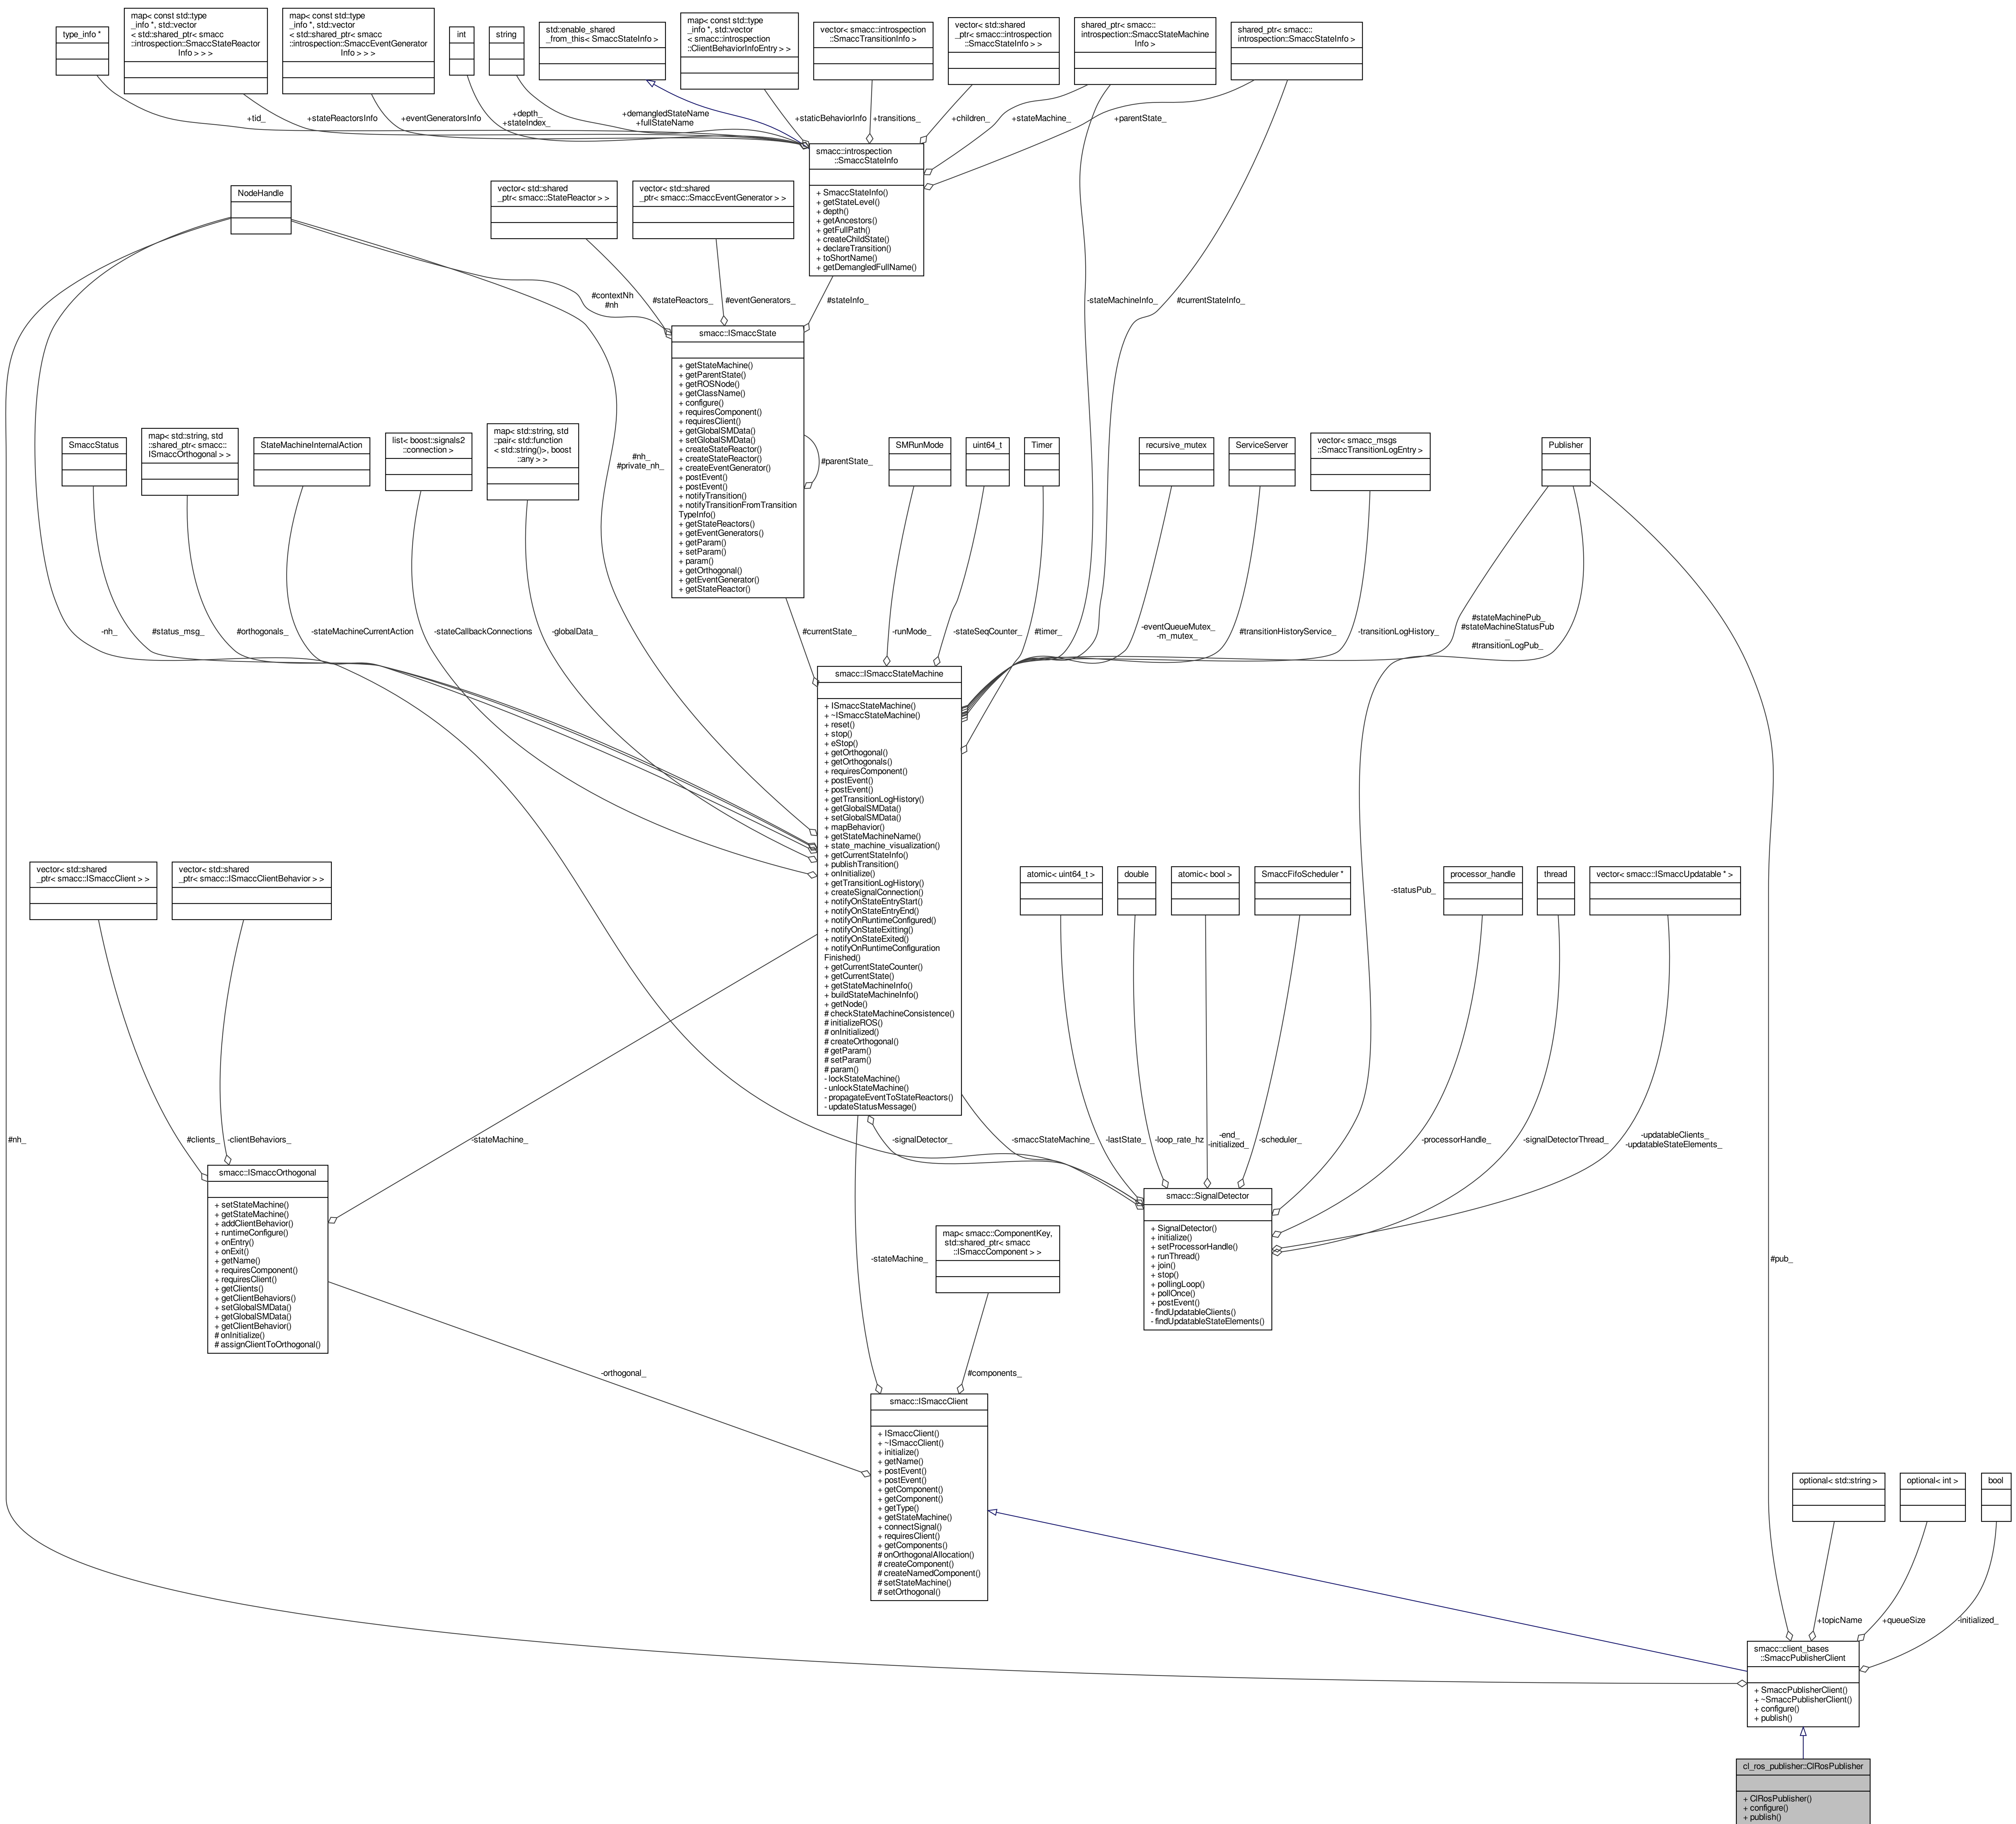 type_info *
map< const std::type
_info *, std::vector
< std::shared_ptr< smacc
::introspection::SmaccStateReactor
Info > > >
map< const std::type
_info *, std::vector
< std::shared_ptr< smacc
::introspection::SmaccEventGenerator
Info > > >
int
string
std::enable_shared
_from_this< SmaccStateInfo >
map< const std::type
_info *, std::vector
< smacc::introspection
::ClientBehaviorInfoEntry > >
vector< smacc::introspection
::SmaccTransitionInfo >
vector< std::shared
_ptr< smacc::introspection
::SmaccStateInfo > >
shared_ptr< smacc::
introspection::SmaccStateMachine
Info >
shared_ptr< smacc::
introspection::SmaccStateInfo >
+tid_
+stateReactorsInfo
+eventGeneratorsInfo
+depth_
+stateIndex_
+demangledStateName
+fullStateName
+staticBehaviorInfo
+transitions_
+children_
+stateMachine_
+parentState_
smacc::introspection
::SmaccStateInfo
+ SmaccStateInfo()
+ getStateLevel()
+ depth()
+ getAncestors()
+ getFullPath()
+ createChildState()
+ declareTransition()
+ toShortName()
+ getDemangledFullName()
NodeHandle
vector< std::shared
_ptr< smacc::StateReactor > >
vector< std::shared
_ptr< smacc::SmaccEventGenerator > >
#contextNh
#nh
#stateReactors_
#eventGenerators_
#stateInfo_
-stateMachineInfo_
#currentStateInfo_
smacc::ISmaccState
+ getStateMachine()
+ getParentState()
+ getROSNode()
+ getClassName()
+ configure()
+ requiresComponent()
+ requiresClient()
+ getGlobalSMData()
+ setGlobalSMData()
+ createStateReactor()
+ createStateReactor()
+ createEventGenerator()
+ postEvent()
+ postEvent()
+ notifyTransition()
+ notifyTransitionFromTransition
TypeInfo()
+ getStateReactors()
+ getEventGenerators()
+ getParam()
+ setParam()
+ param()
+ getOrthogonal()
+ getEventGenerator()
+ getStateReactor()
#parentState_
#nh_
#private_nh_
SmaccStatus
map< std::string, std
::shared_ptr< smacc::
ISmaccOrthogonal > >
StateMachineInternalAction
list< boost::signals2
::connection >
map< std::string, std
::pair< std::function
< std::string()>, boost
::any > >
SMRunMode
uint64_t
Timer
recursive_mutex
ServiceServer
vector< smacc_msgs
::SmaccTransitionLogEntry >
Publisher
-nh_
#status_msg_
#orthogonals_
-stateMachineCurrentAction
-stateCallbackConnections
-globalData_
#currentState_
-runMode_
-stateSeqCounter_
#timer_
-eventQueueMutex_
-m_mutex_
#transitionHistoryService_
-transitionLogHistory_
#stateMachinePub_
#stateMachineStatusPub
_
#transitionLogPub_
smacc::ISmaccStateMachine
+ ISmaccStateMachine()
+ ~ISmaccStateMachine()
+ reset()
+ stop()
+ eStop()
+ getOrthogonal()
+ getOrthogonals()
+ requiresComponent()
+ postEvent()
+ postEvent()
+ getTransitionLogHistory()
+ getGlobalSMData()
+ setGlobalSMData()
+ mapBehavior()
+ getStateMachineName()
+ state_machine_visualization()
+ getCurrentStateInfo()
+ publishTransition()
+ onInitialize()
+ getTransitionLogHistory()
+ createSignalConnection()
+ notifyOnStateEntryStart()
+ notifyOnStateEntryEnd()
+ notifyOnRuntimeConfigured()
+ notifyOnStateExitting()
+ notifyOnStateExited()
+ notifyOnRuntimeConfiguration
Finished()
+ getCurrentStateCounter()
+ getCurrentState()
+ getStateMachineInfo()
+ buildStateMachineInfo()
+ getNode()
# checkStateMachineConsistence()
# initializeROS()
# onInitialized()
# createOrthogonal()
# getParam()
# setParam()
# param()
- lockStateMachine()
- unlockStateMachine()
- propagateEventToStateReactors()
- updateStatusMessage()
vector< std::shared
_ptr< smacc::ISmaccClient > >
vector< std::shared
_ptr< smacc::ISmaccClientBehavior > >
atomic< uint64_t >
double
atomic< bool >
SmaccFifoScheduler *
-statusPub_
processor_handle
thread
vector< smacc::ISmaccUpdatable * >
#nh_
#clients_
-clientBehaviors_
-stateMachine_
-signalDetector_
-smaccStateMachine_
-lastState_
-loop_rate_hz
-end_
-initialized_
-scheduler_
-processorHandle_
-signalDetectorThread_
-updatableClients_
-updatableStateElements_
smacc::ISmaccOrthogonal
+ setStateMachine()
+ getStateMachine()
+ addClientBehavior()
+ runtimeConfigure()
+ onEntry()
+ onExit()
+ getName()
+ requiresComponent()
+ requiresClient()
+ getClients()
+ getClientBehaviors()
+ setGlobalSMData()
+ getGlobalSMData()
+ getClientBehavior()
# onInitialize()
# assignClientToOrthogonal()
smacc::SignalDetector
+ SignalDetector()
+ initialize()
+ setProcessorHandle()
+ runThread()
+ join()
+ stop()
+ pollingLoop()
+ pollOnce()
+ postEvent()
- findUpdatableClients()
- findUpdatableStateElements()
-stateMachine_
map< smacc::ComponentKey,
std::shared_ptr< smacc
::ISmaccComponent > >
#pub_
-orthogonal_
#components_
smacc::ISmaccClient
+ ISmaccClient()
+ ~ISmaccClient()
+ initialize()
+ getName()
+ postEvent()
+ postEvent()
+ getComponent()
+ getComponent()
+ getType()
+ getStateMachine()
+ connectSignal()
+ requiresClient()
+ getComponents()
# onOrthogonalAllocation()
# createComponent()
# createNamedComponent()
# setStateMachine()
# setOrthogonal()
optional< std::string >
optional< int >
bool
+topicName
+queueSize
-initialized_
smacc::client_bases
::SmaccPublisherClient
+ SmaccPublisherClient()
+ ~SmaccPublisherClient()
+ configure()
+ publish()
cl_ros_publisher::ClRosPublisher
+ ClRosPublisher()
+ configure()
+ publish()